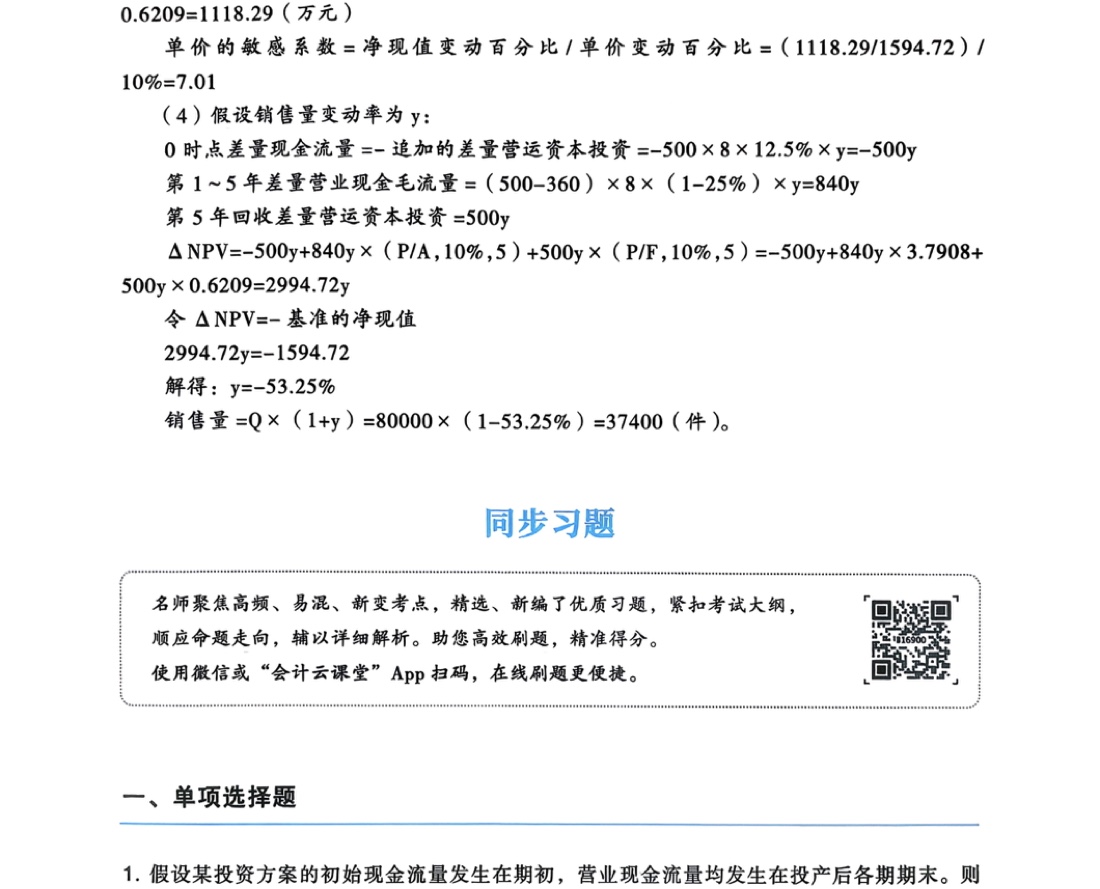 0.6209=1118.29（万元）
单价的敏感系数=净现值变动百分比/单价变动百分比=（1118.29/1594.72）/
10%=7.01
（4）假设销售量变动率为y：
0时点差量现金流量=-追加的差量营运资本投资=-500×8×12.5%×y=-500y
第1~5年差量营业现金毛流量=（500-360）×8×（1-25%）×y=840y
第5年回收差量营运资本投资=500y
ΔNPV=-500y+840y×（P/A,10%,5）+500y×（P/F,10%,5）=-500y+840y×3.7908+
500y×0.6209=2994.72y
令ΔNPV=-基准的净现值
2994.72y=-1594.72
解得：y=-53.25%
销售量=Q×（1+y）=80000×（1-53.25%）=37400（件）。
同步习题
名师聚焦高频、易混、新变考点，精选、新编了优质习题，紧扣考试大纲，
顺应命题走向，辅以详细解析。助您高效刷题，精准得分。
使用微信或“会计云课堂”App扫码，在线刷题更便捷。
一、单项选择题
1. 假设某投资方案的初始现金流量发生在期初，营业现金流量均发生在投产后各期期末。则